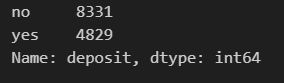 no 8331
yes 4829
Name: deposit, dtype: int64